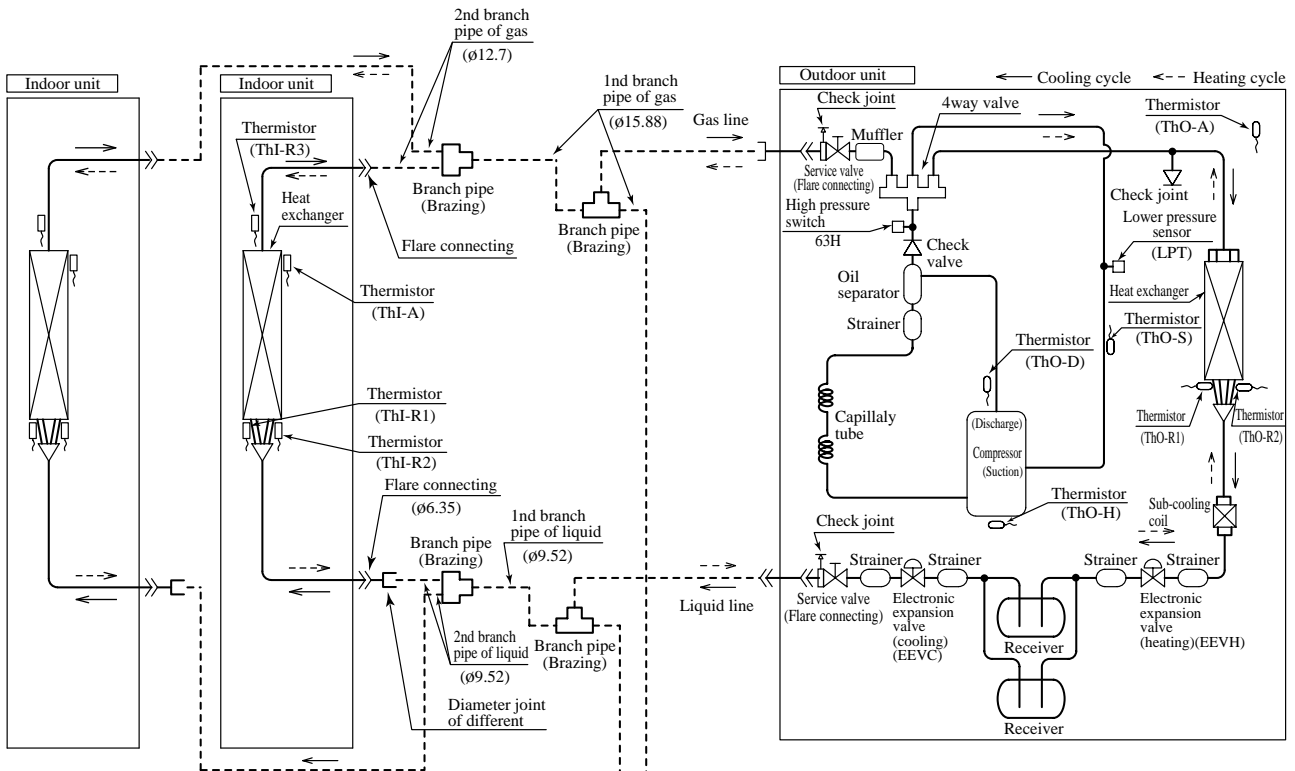 2nd branch
pipe of gas
(ø12.7)
Indoor unit
Indoor unit
1nd branch
pipe of gas
(ø15.88)
Outdoor unit
Cooling cycle
Heating cycle
Check joint
4way valve
Thermistor
(ThO-A)
Thermistor
(ThI-R3)
Gas line
Muffler
Heat
exchanger
Branch pipe
(Brazing)
Service valve
(Flare connecting)
Check joint
Branch pipe
(Brazing)
High pressure
switch
63H
Lower pressure
sensor
(LPT)
Flare connecting
Check
valve
Thermistor
(ThI-A)
Oil
separator
Heat exchanger
Strainer
Thermistor
(ThO-S)
Thermistor
(ThO-D)
Thermistor
(ThI-R1)
Capillaly
tube
Thermistor
(ThO-R1)
Thermistor
(ThO-R2)
(Discharge)
Compressor
(Suction)
Thermistor
(ThI-R2)
Flare connecting
(ø6.35)
Thermistor
(ThO-H)
Sub-cooling
coil
1nd branch
pipe of liquid
(ø9.52)
Check joint
Branch pipe
(Brazing)
Strainer
Strainer
Strainer
Strainer
Liquid line
Service valve
(Flare connecting)
Electronic
expansion
valve
(cooling)
(EEVC)
Electronic
expansion
valve
(heating)(EEVH)
2nd branch
pipe of liquid
(ø9.52)
Branch pipe
(Brazing)
Receiver
Diameter joint
of different
Receiver